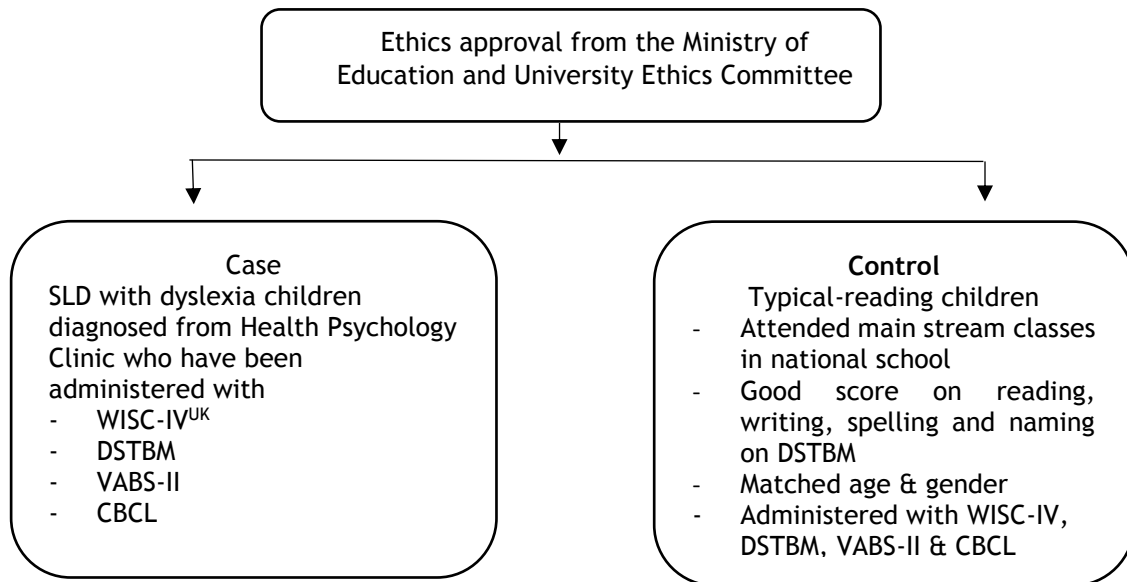 Ethics approval from the Ministry of
Education and University Ethics Committee
Case
SLD with dyslexia children
diagnosed from Health Psychology
Clinic who have been
administered with
- WISC-IVᵁᴷ
- DSTBM
- VABS-II
- CBCL
Control
Typical-reading children
- Attended main stream classes
in national school
- Good score on reading,
writing, spelling and naming
on DSTBM
- Matched age & gender
- Administered with WISC-IV,
DSTBM, VABS-II & CBCL